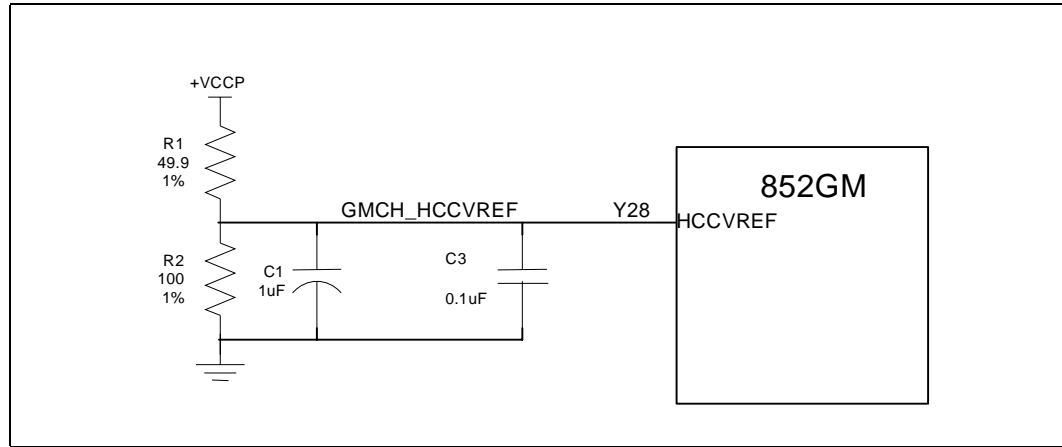 +VCCP
R1
49.9
1%
852GM
GMCH_HCCVREF
Y28
HCCVREF
R2
100
1%
C1
1uF
C3
0.1uF